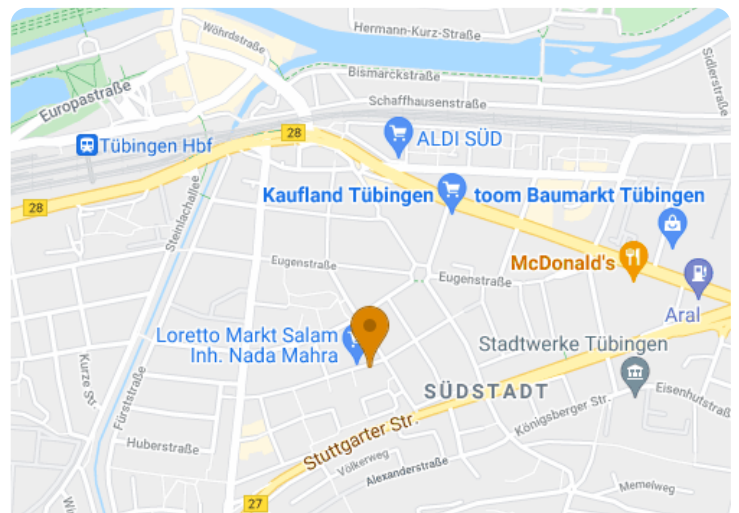 Wöhrdstraße
Hermann-Kurz-Straße
Sidlerstraße
Bismarckstraße
Europastraße
Schaffhausenstraße
28
ALDI SÜD
Tübingen Hbf
Kaufland Tübingen
toom Baumarkt Tübingen
28
Steinlachallee
Eugenstraße
McDonald's
Eugenstraße
Aral
Loretto Markt Salam
Inh. Nada Mahra
Stadtwerke Tübingen
Kurze Str.
Fürststraße
SÜDSTADT
Eisenhutstraß
Königsberger Str.
Stuttgarter Str.
Huberstraße
Völkerweg
Alexanderstraße
Memelweg
27